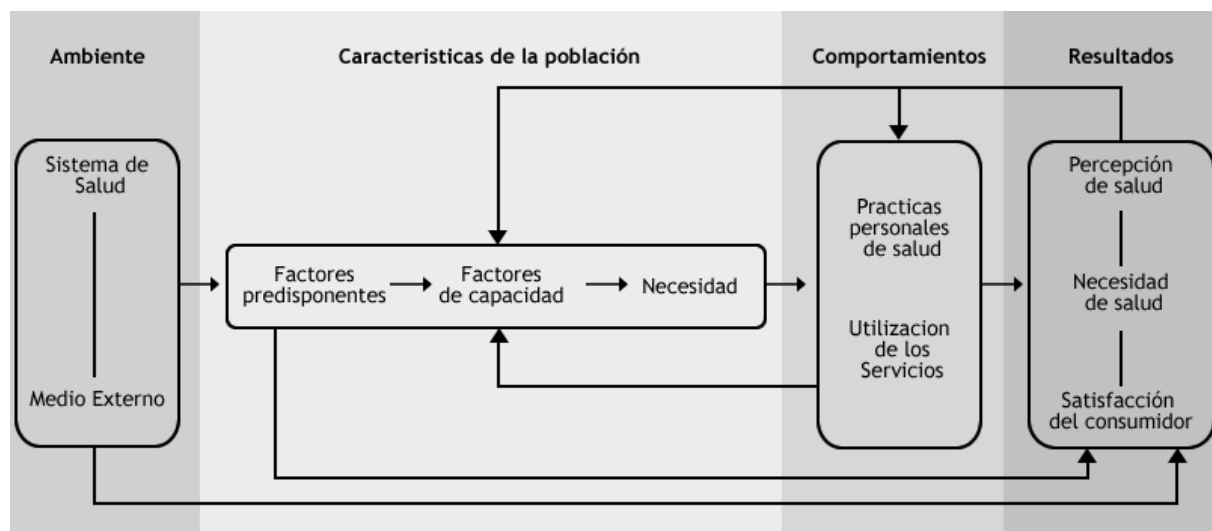 Ambiente
Caracteristicas de la población
Comportamientos
Resultados
Sistema de
Salud
Medio Externo
Factores
predisponentes
Factores
de capacidad
Necesidad
Practicas
personales
de salud
Utilizacion
de los
Servicios
Percepción
de salud
Necesidad
de salud
Satisfacción
del consumidor